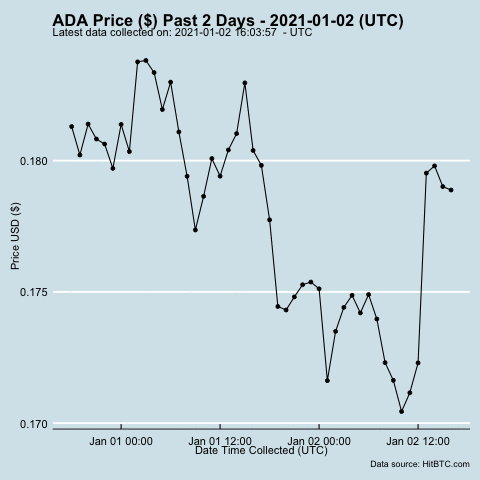 ADA Price ($) Past 2 Days - 2021-01-02 (UTC)
Latest data collected on: 2021-01-02 16:03:57  - UTC
0.180
Price USD ($)
0.175
0.170
Jan 01 00:00 Jan 01 12:00 Jan 02 00:00 Jan 02 12:00
Date Time Collected (UTC)
Data source: HitBTC.com